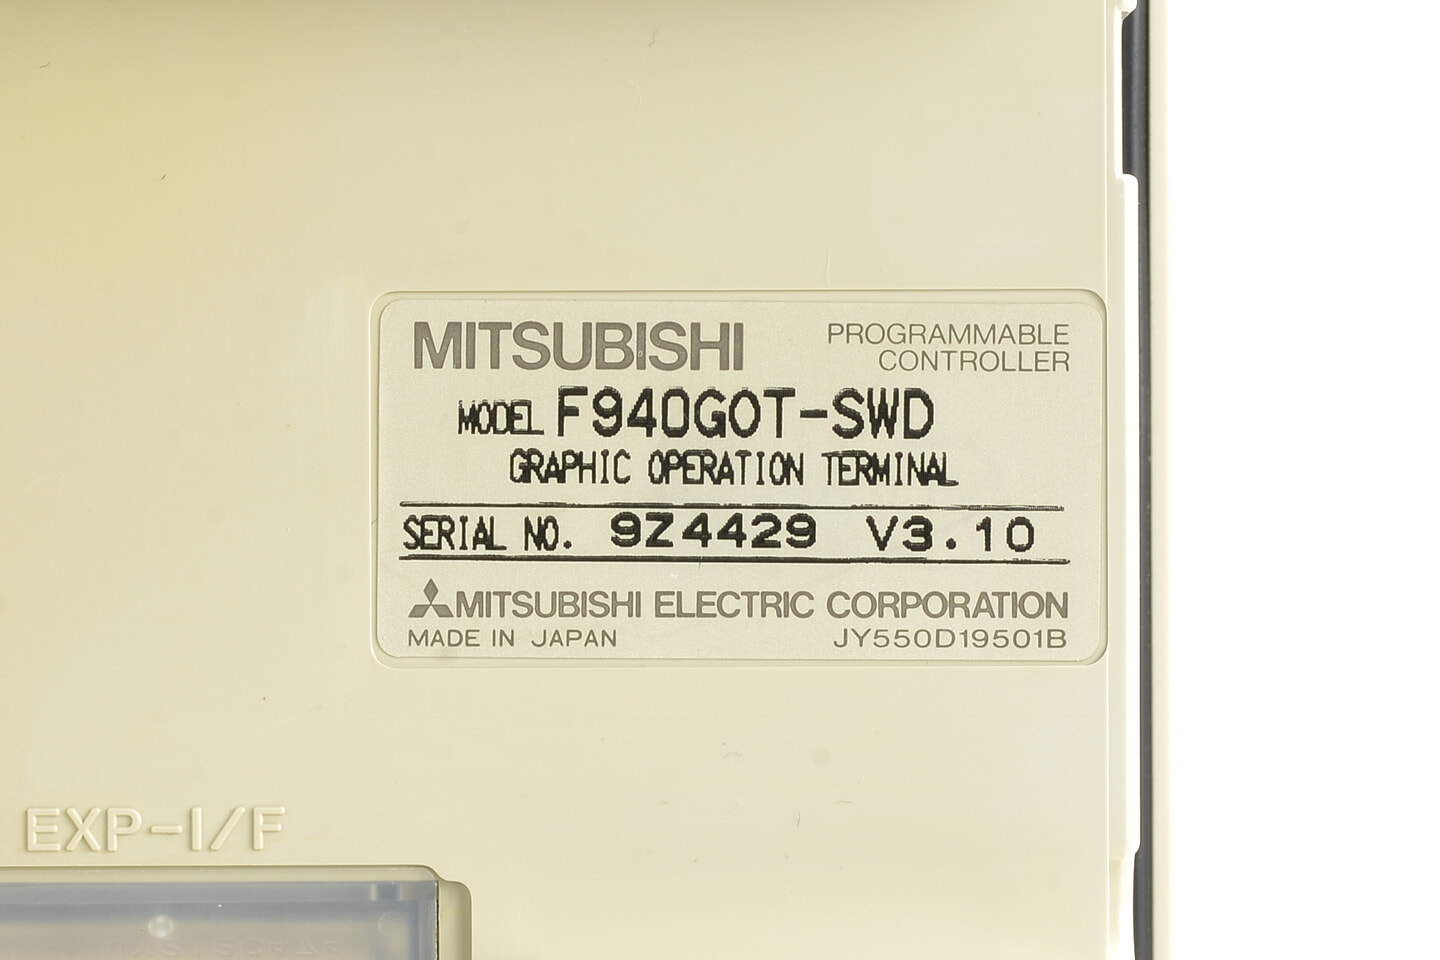 MITSUBISHI
PROGRAMMABLE
CONTROLLER
MODEL F940GOT-SWD
GRAPHIC OPERATION TERMINAL
SERIAL NO. 9Z4429 V3.10
MITSUBISHI ELECTRIC CORPORATION
MADE IN JAPAN JY550D19501B
EXP-I/F